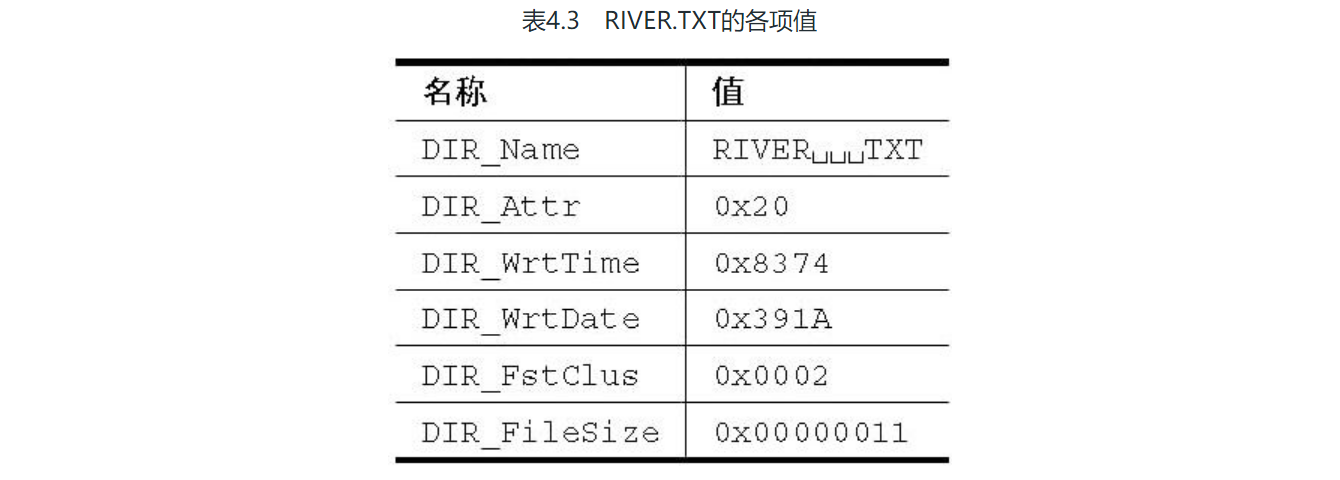 表4.3 RIVER.TXT的各项值
名称 值
DIR_Name RIVER␣␣␣TXT
DIR_Attr 0x20
DIR_WrtTime 0x8374
DIR_WrtDate 0x391A
DIR_FstClus 0x0002
DIR_FileSize 0x00000011